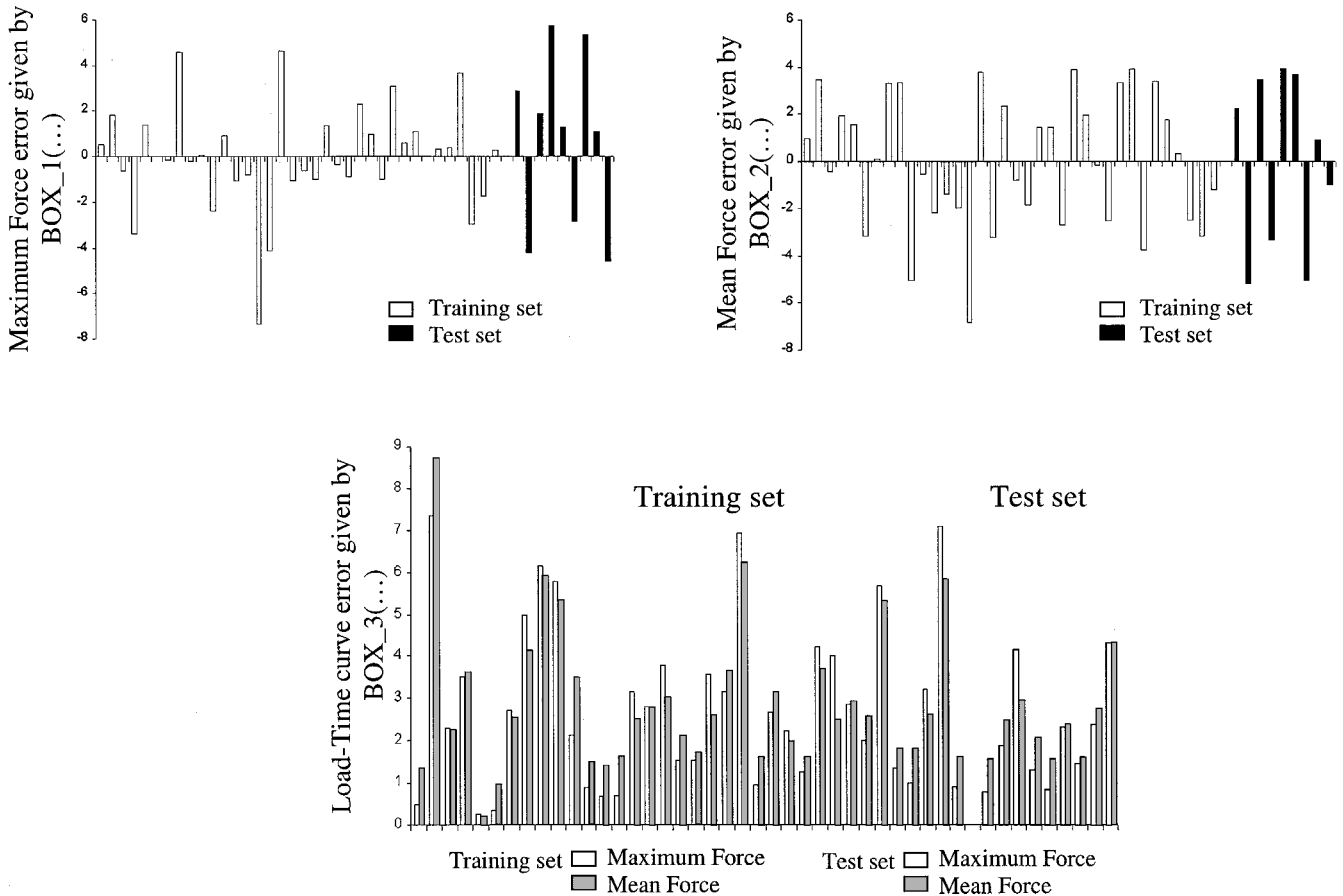 Maximum Force error given by
BOX_1(…)
6
4
2
0
-2
-4
-6
-8
Training set
Test set
Mean Force error given by
BOX_2(…)
6
4
2
0
-2
-4
-6
-8
Training set
Test set
Load-Time curve error given by
BOX_3(…)
9
8
7
6
5
4
3
2
1
0
Training set
Test set
Training set Maximum Force
Mean Force
Test set Maximum Force
Mean Force